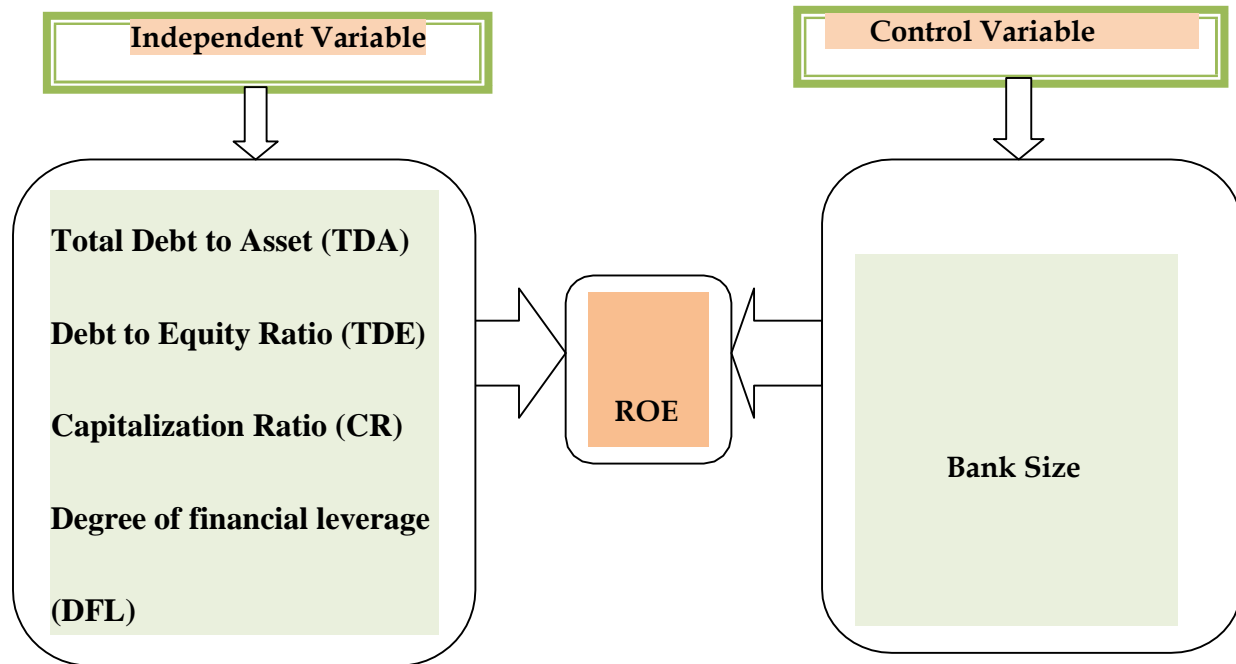 Independent Variable
Control Variable
Total Debt to Asset (TDA)
Debt to Equity Ratio (TDE)
Capitalization Ratio (CR)
Degree of financial leverage
(DFL)
ROE
Bank Size